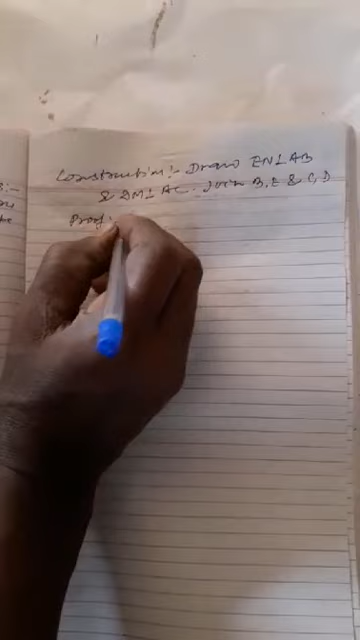 Construction:- Draw EN⊥AB
& DM⊥ AC. Join B, E & C, D
Proof: